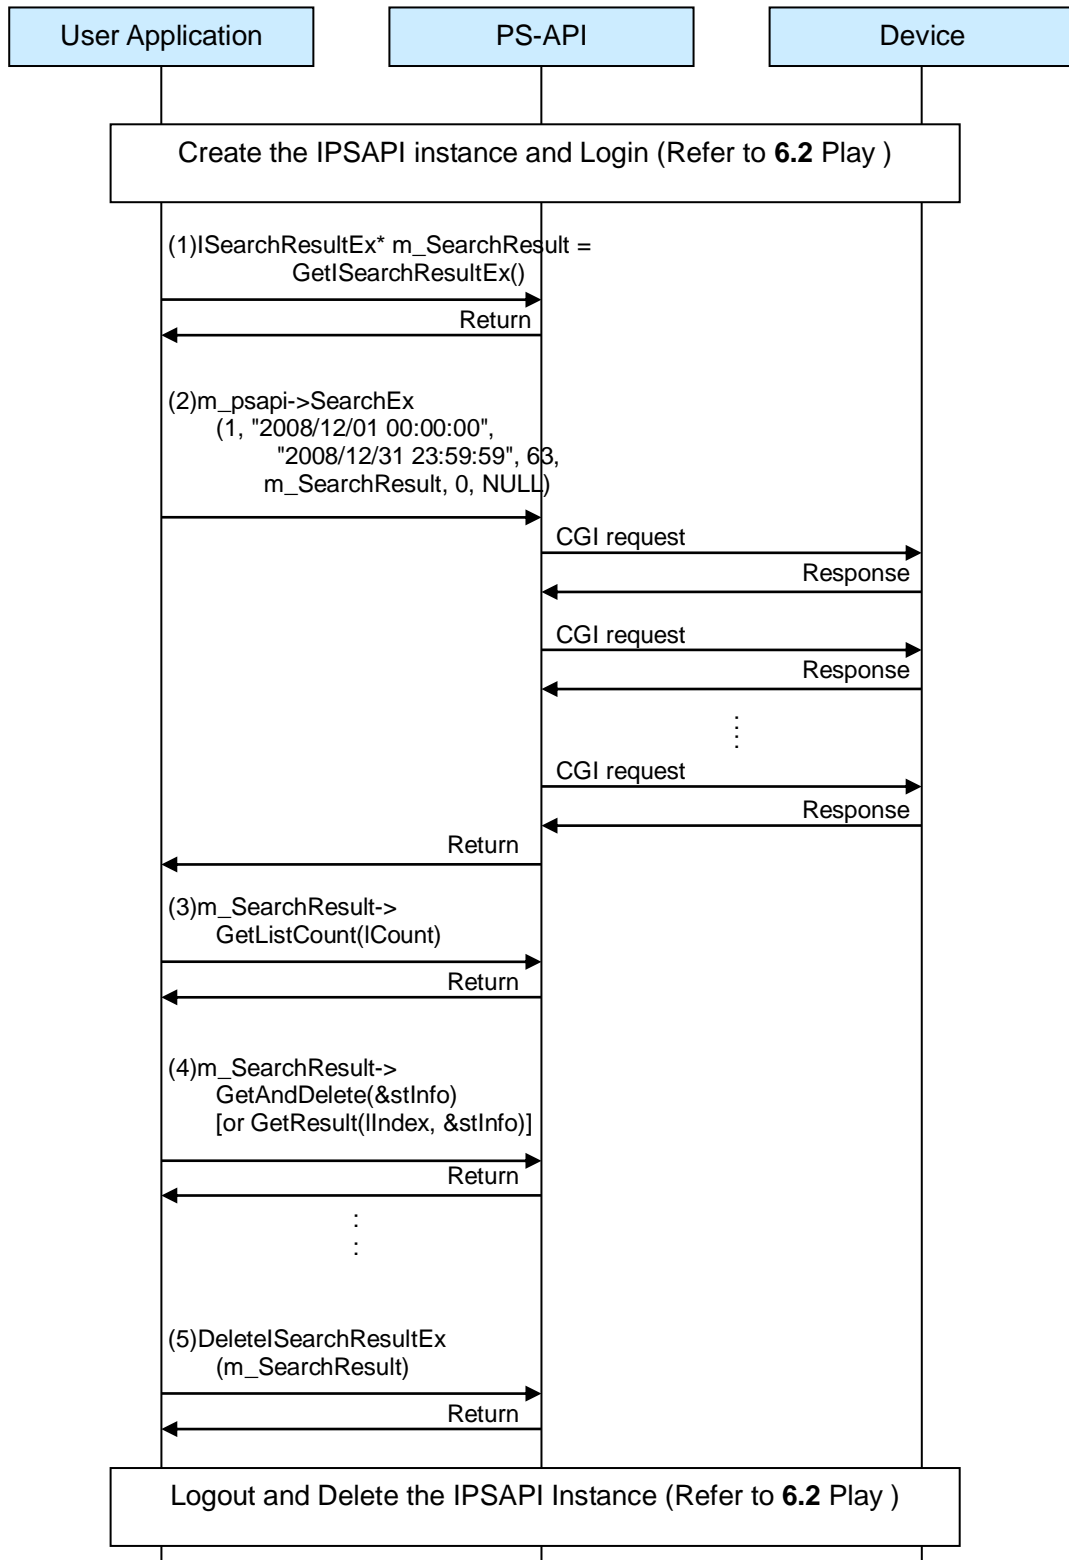 User Application
PS-API
Device
Create the IPSAPI instance and Login (Refer to 6.2 Play )
(1)ISearchResultEx* m_SearchResult =
GetISearchResultEx()
Return
(2)m_psapi->SearchEx
(1, "2008/12/01 00:00:00",
"2008/12/31 23:59:59", 63,
m_SearchResult, 0, NULL)
CGI request
Response
CGI request
Response
CGI request
Response
Return
(3)m_SearchResult->
GetListCount(lCount)
Return
(4)m_SearchResult->
GetAndDelete(&stInfo)
[or GetResult(lIndex, &stInfo)]
Return
(5)DeleteISearchResultEx
(m_SearchResult)
Return
Logout and Delete the IPSAPI Instance (Refer to 6.2 Play )